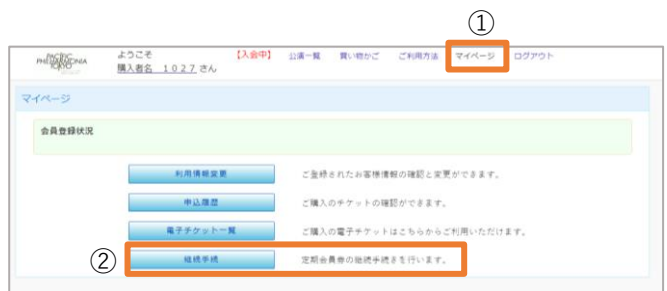 ①
PACIFIC
PHILHARMONIA
TOKYO
ようこそ
購入者名 1027さん
【入会中】 公演一覧 買い物かご ご利用方法 マイページ ログアウト
マイページ
会員登録状況
利用情報変更 ご登録されたお客様情報の確認と変更ができます。
申込履歴 ご購入のチケットの確認ができます。
電子チケット一覧 ご購入の電子チケットはこちらからご利用いただけます。
② 継続手続 定期会員券の継続手続きを行います。